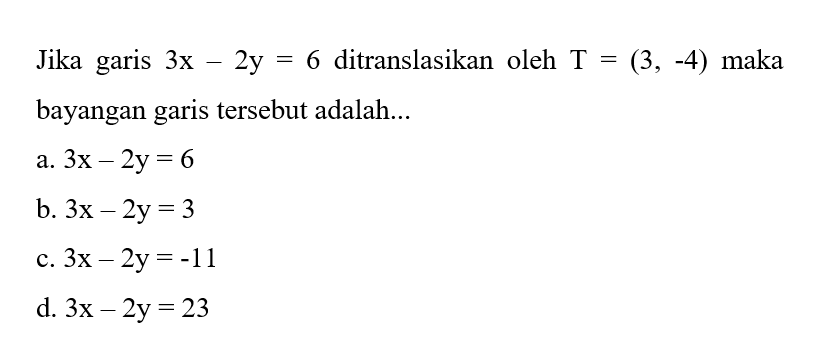 Jika garis 3x – 2y = 6 ditranslasikan oleh T = (3, -4) maka
bayangan garis tersebut adalah...
a. 3x – 2y = 6
b. 3x – 2y = 3
c. 3x – 2y = -11
d. 3x – 2y = 23